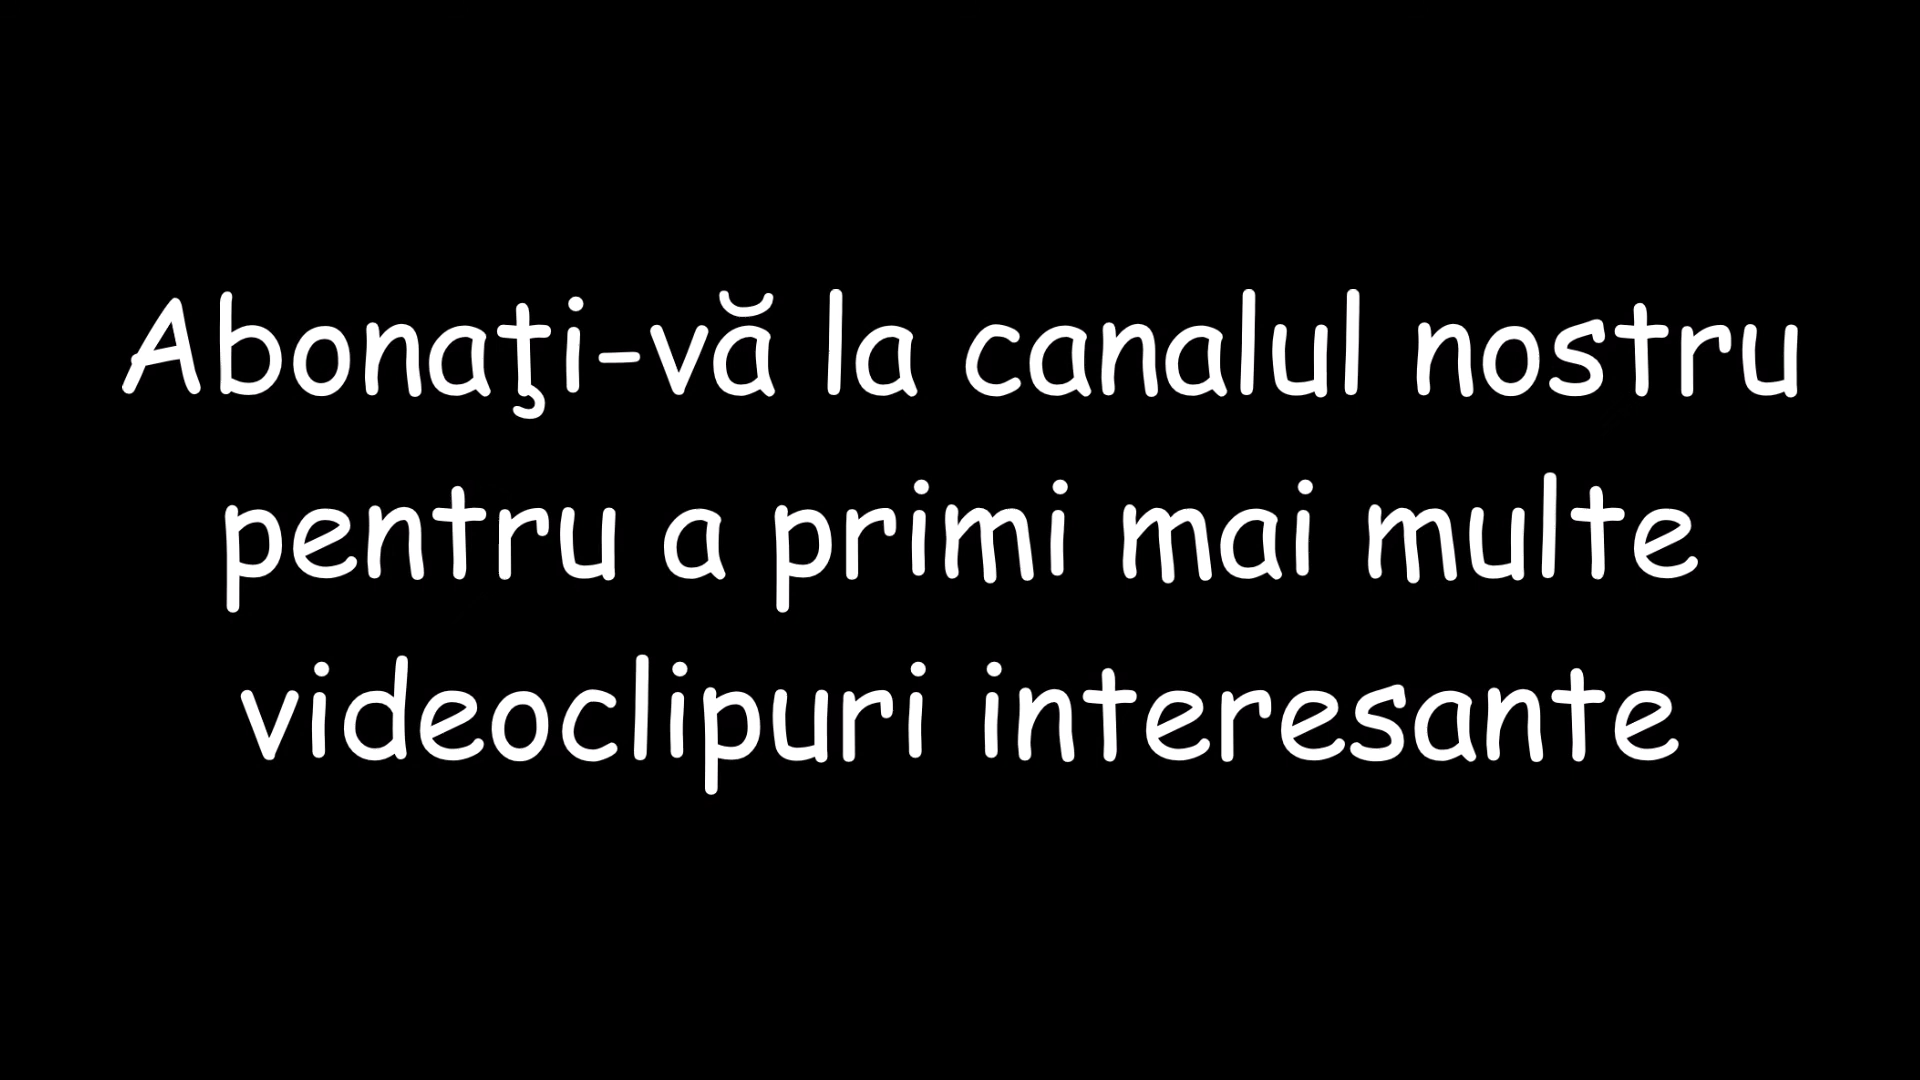 Abonaţi-vă la canalul nostru
pentru a primi mai multe
videoclipuri interesante